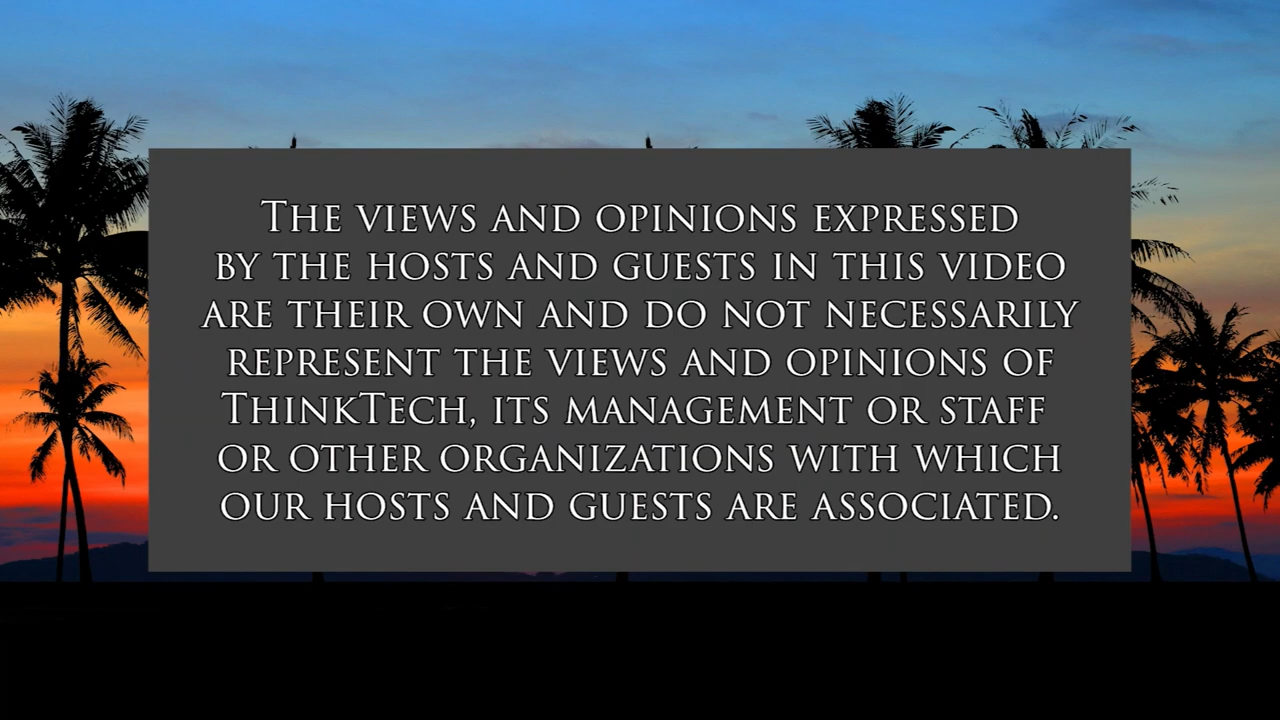 The views and opinions expressed
by the hosts and guests in this video
are their own and do not necessarily
represent the views and opinions of
ThinkTech, its management or staff
or other organizations with which
our hosts and guests are associated.